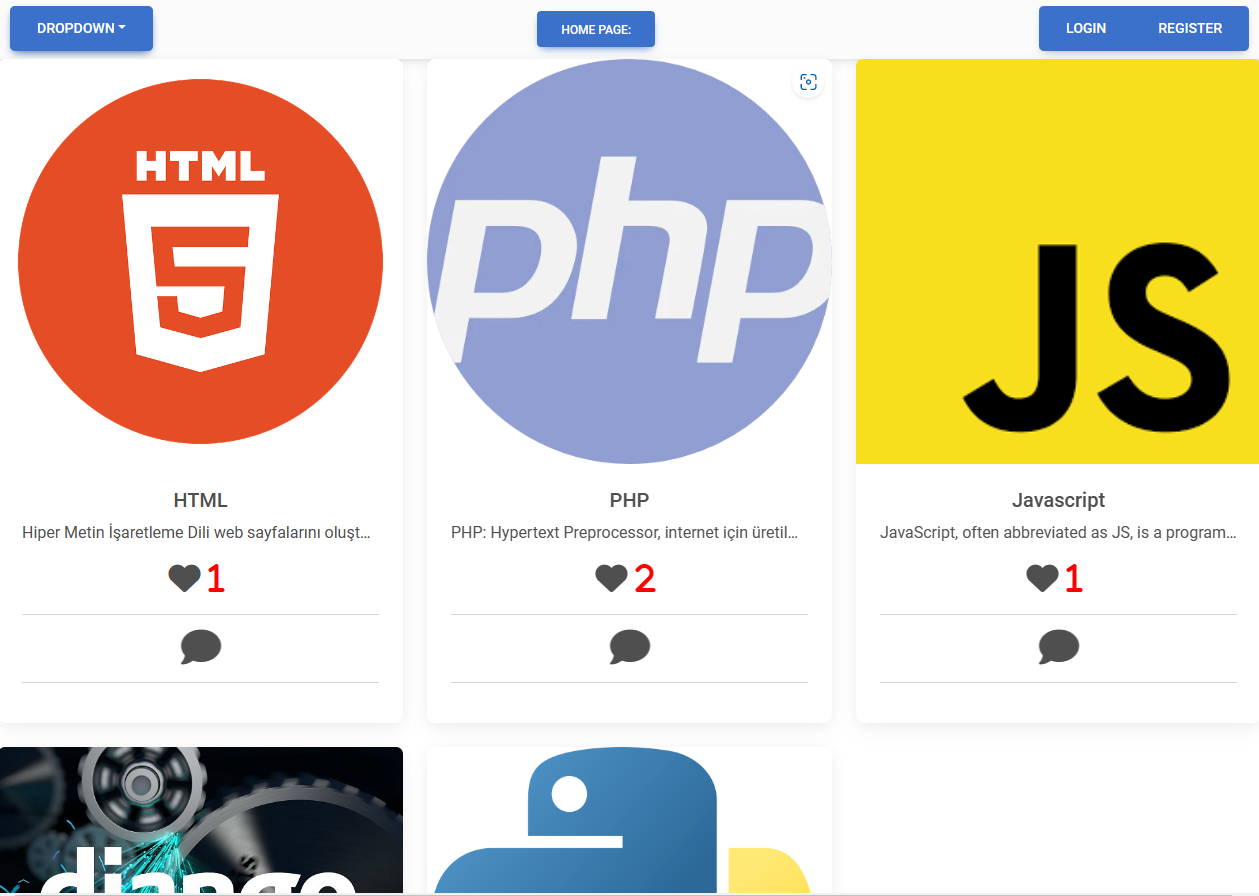 DROPDOWN
HOME PAGE:
LOGIN
REGISTER
HTML
5
php
JS
HTML
Hiper Metin İşaretleme Dili web sayfalarını oluşt...
1
PHP
PHP: Hypertext Preprocessor, internet için üretil...
2
Javascript
JavaScript, often abbreviated as JS, is a program...
1
django